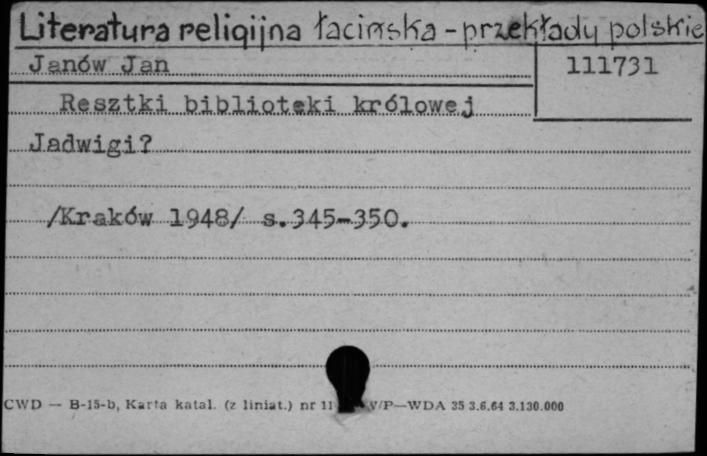 Literatura religijna łacińska - przekłady polskie
Janów Jan
111731
Resztki biblioteki królowej
Jadwigi?
/Kraków 1948/ s.345-350.
CWD — B-15-b, Karta katal. (z liniat.) nr 11 V/P—WDA 35 3.6.64 3.130.000